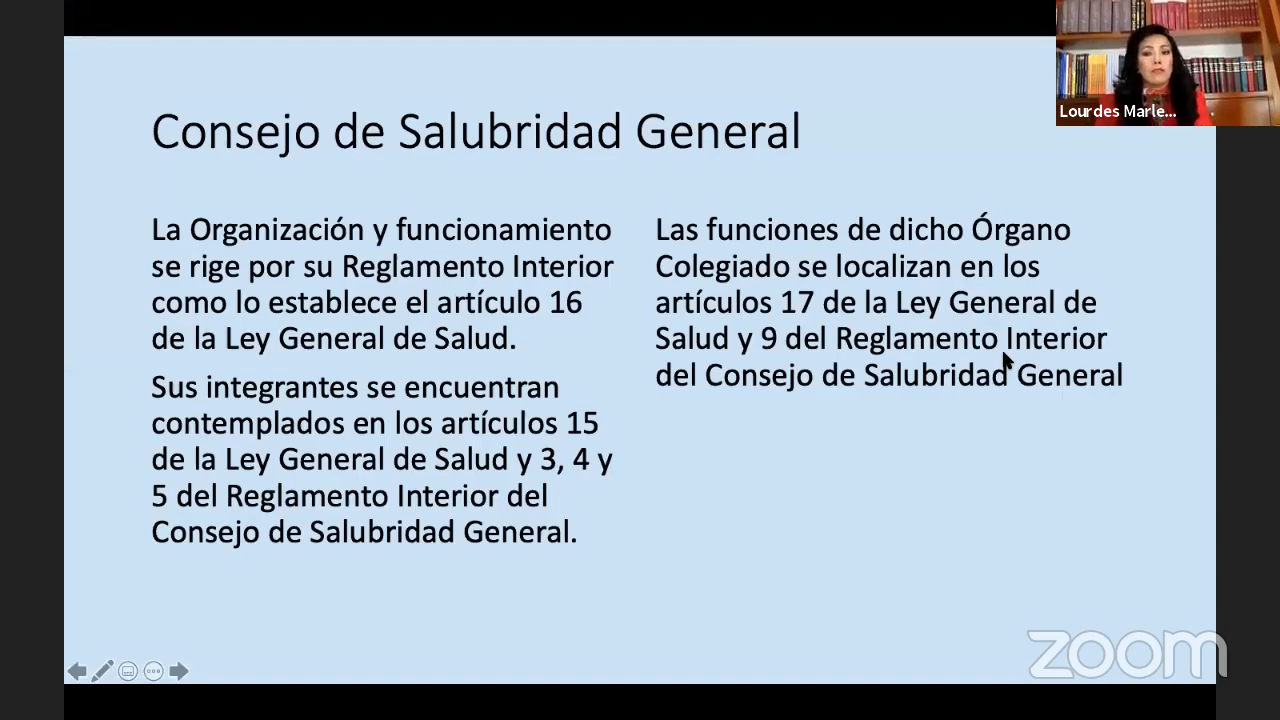 Consejo de Salubridad General
La Organización y funcionamiento
se rige por su Reglamento Interior
como lo establece el artículo 16
de la Ley General de Salud.
Sus integrantes se encuentran
contemplados en los artículos 15
de la Ley General de Salud y 3, 4 y
5 del Reglamento Interior del
Consejo de Salubridad General.
Las funciones de dicho Órgano
Colegiado se localizan en los
artículos 17 de la Ley General de
Salud y 9 del Reglamento Interior
del Consejo de Salubridad General
Lourdes Marle...
zoom